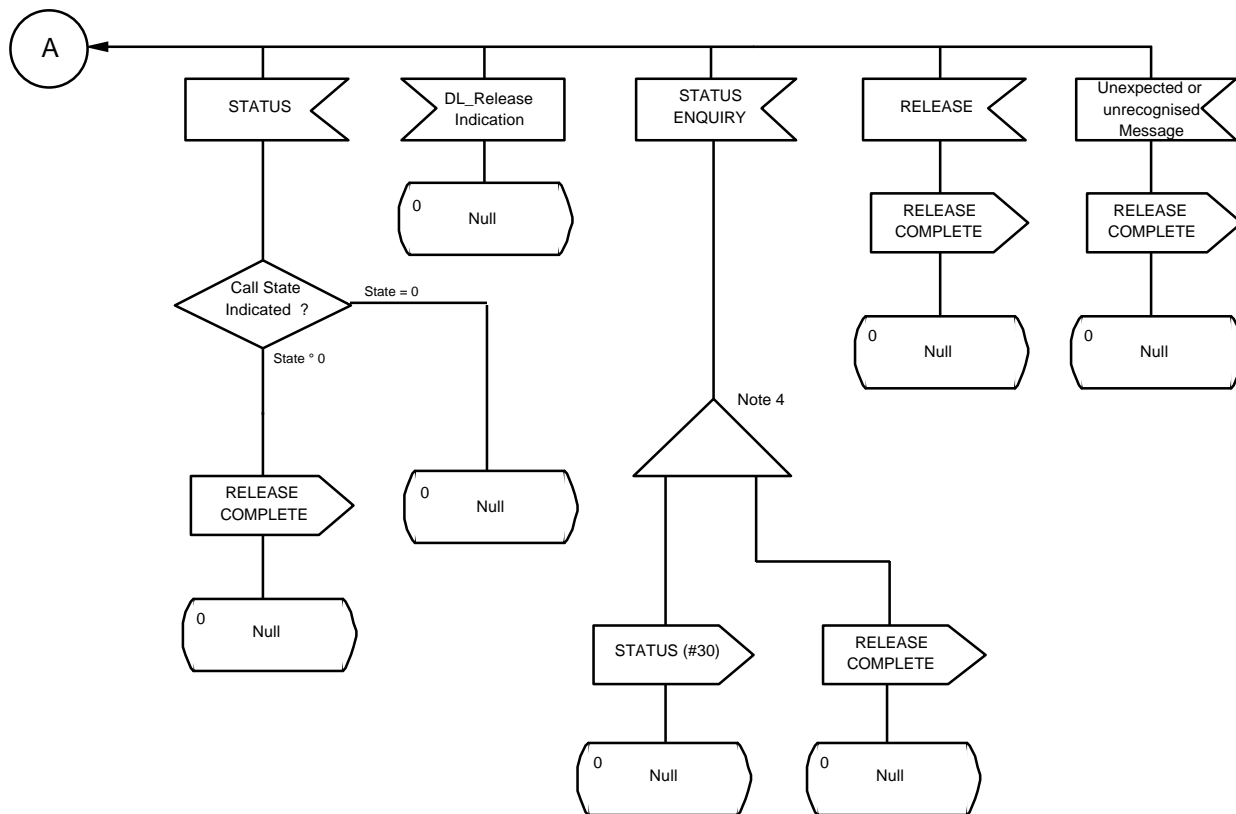 A
STATUS
DL_Release
Indication
STATUS
ENQUIRY
RELEASE
Unexpected or
unrecognised
Message
0
Null
RELEASE
COMPLETE
RELEASE
COMPLETE
Call State
Indicated ?
State = 0
State ° 0
0
Null
0
Null
Note 4
RELEASE
COMPLETE
0
Null
0
Null
STATUS (#30)
RELEASE
COMPLETE
0
Null
0
Null